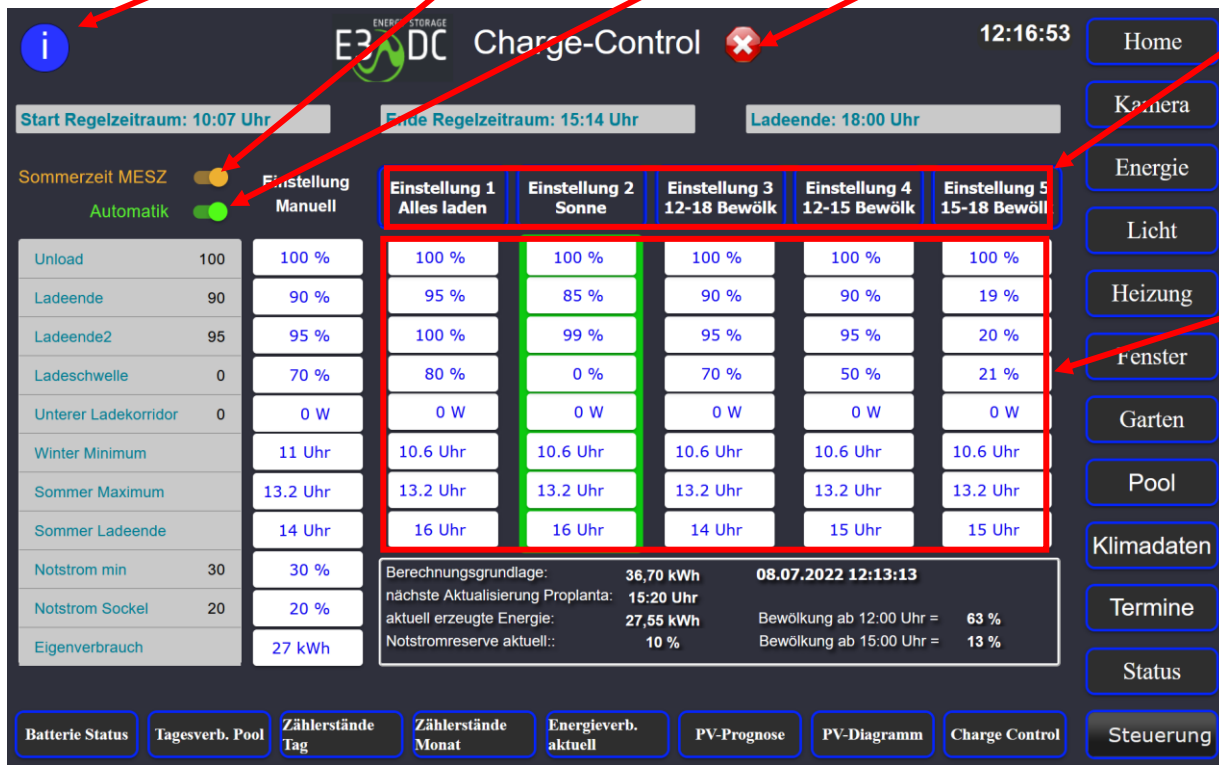 i
ENERGY STORAGE
E3 DC Charge-Control
12:16:53
Start Regelzeitraum: 10:07 Uhr
Ende Regelzeitraum: 15:14 Uhr
Ladeende: 18:00 Uhr
Sommerzeit MESZ
Automatik
Einstellung
Manuell
Einstellung 1
Alles laden
Einstellung 2
Sonne
Einstellung 3
12-18 Bewölk
Einstellung 4
12-15 Bewölk
Einstellung 5
15-18 Bewölk
Unload 100 100 % 100 % 100 % 100 % 100 % 100 %
Ladeende 90 90 % 95 % 85 % 90 % 90 % 19 %
Ladeende2 95 95 % 100 % 99 % 95 % 95 % 20 %
Ladeschwelle 0 70 % 80 % 0 % 70 % 50 % 21 %
Unterer Ladekorridor 0 0 W 0 W 0 W 0 W 0 W 0 W
Winter Minimum 11 Uhr 10.6 Uhr 10.6 Uhr 10.6 Uhr 10.6 Uhr 10.6 Uhr
Sommer Maximum 13.2 Uhr 13.2 Uhr 13.2 Uhr 13.2 Uhr 13.2 Uhr 13.2 Uhr
Sommer Ladeende 14 Uhr 16 Uhr 16 Uhr 14 Uhr 15 Uhr 15 Uhr
Notstrom min 30 30 %
Notstrom Sockel 20 20 %
Eigenverbrauch 27 kWh
Berechnungsgrundlage: 36,70 kWh 08.07.2022 12:13:13
nächste Aktualisierung Proplanta: 15:20 Uhr
aktuell erzeugte Energie: 27,55 kWh Bewölkung ab 12:00 Uhr = 63 %
Notstromreserve aktuell:: 10 % Bewölkung ab 15:00 Uhr = 13 %
Home
Kamera
Energie
Licht
Heizung
Fenster
Garten
Pool
Klimadaten
Termine
Status
Steuerung
Batterie Status
Tagesverb. Pool
Zählerstände
Tag
Zählerstände
Monat
Energieverb.
aktuell
PV-Prognose
PV-Diagramm
Charge Control